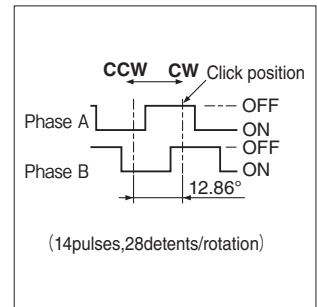 CCW CW Click position
Phase A OFF
ON
Phase B OFF
ON
12.86°
(14pulses,28detents/rotation)